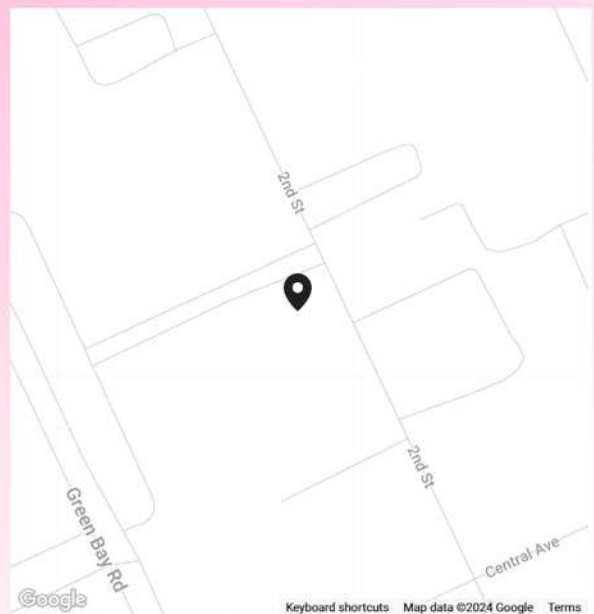 2nd St
2nd St
Green Bay Rd
Central Ave
Google
Keyboard shortcuts Map data ©2024 Google Terms